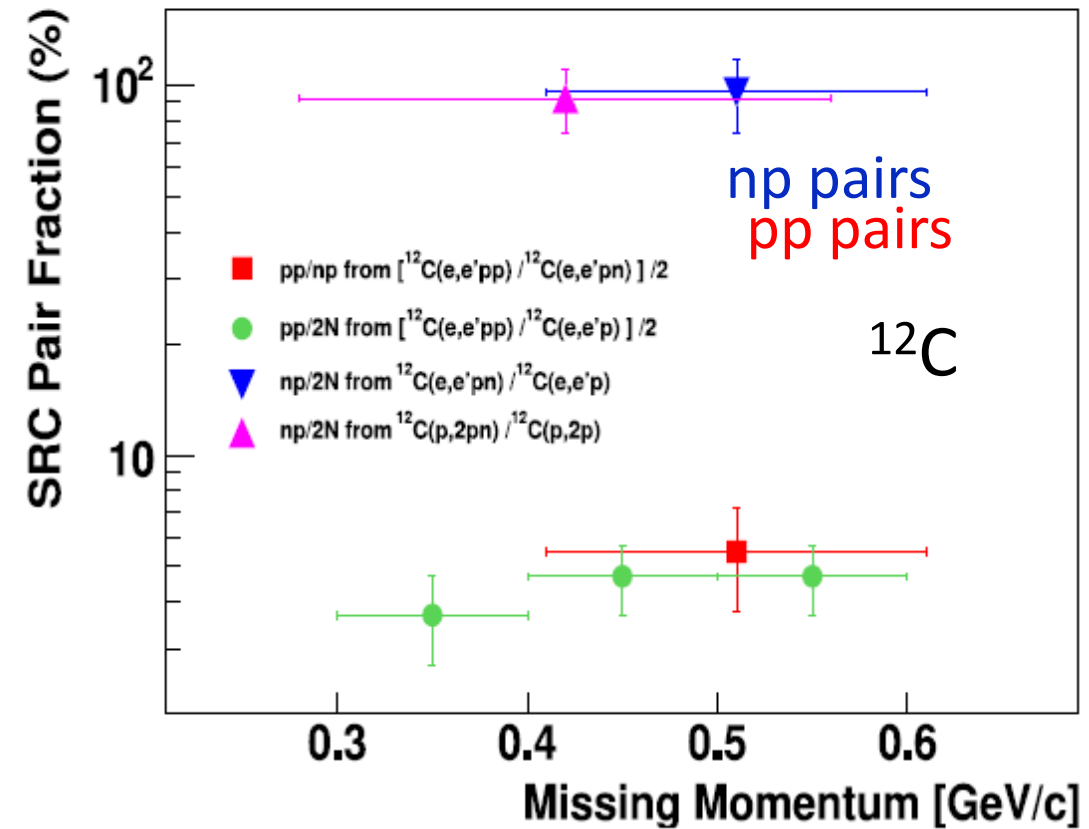 SRC Pair Fraction (%)
10²
10
np pairs
pp pairs
pp/np from [¹²C(e,e'pp) /¹²C(e,e'pn) ] /2
pp/2N from [¹²C(e,e'pp) /¹²C(e,e'p) ] /2
np/2N from ¹²C(e,e'pn) /¹²C(e,e'p)
np/2N from ¹²C(p,2pn) /¹²C(p,2p)
¹²C
0.3 0.4 0.5 0.6
Missing Momentum [GeV/c]